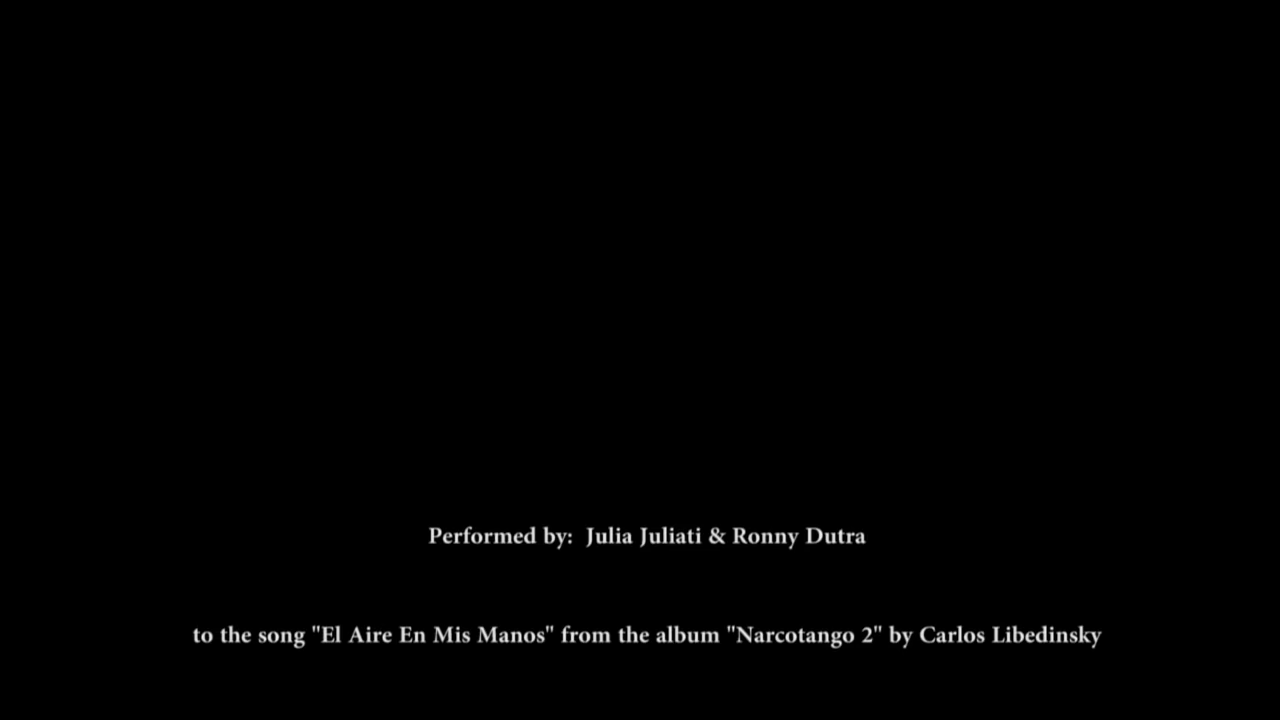 Performed by:  Julia Juliati & Ronny Dutra
to the song "El Aire En Mis Manos" from the album "Narcotango 2" by Carlos Libedinsky